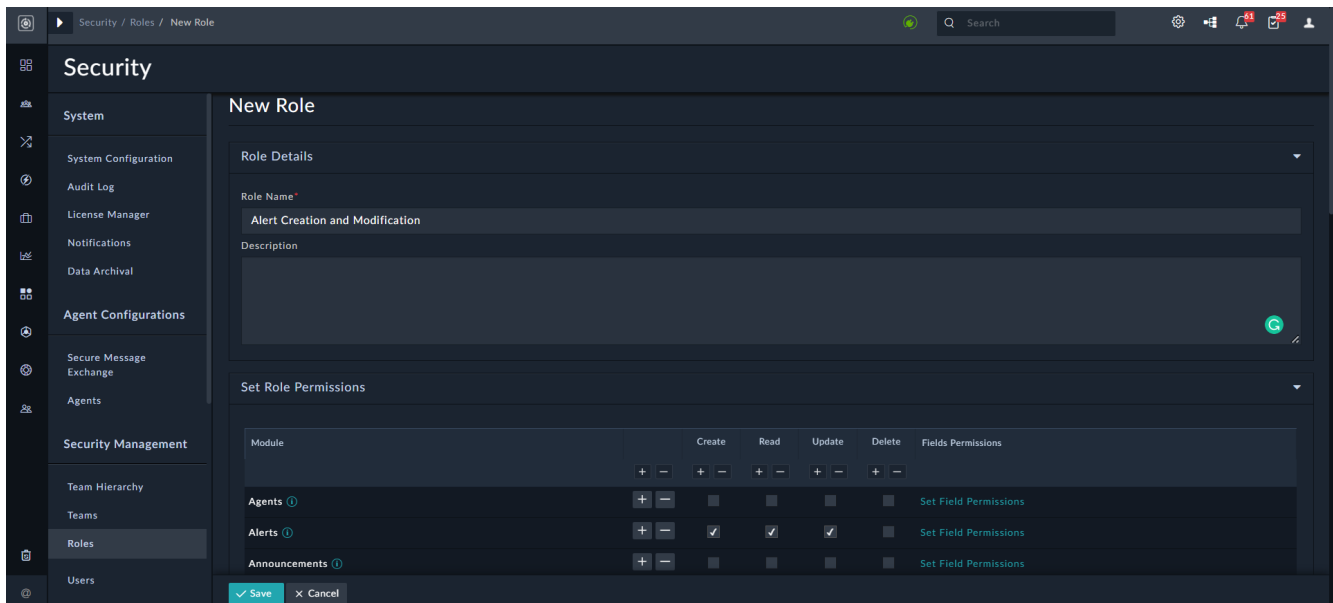 Security / Roles / New Role
Search
61
25
Security
System
System Configuration
Audit Log
License Manager
Notifications
Data Archival
Agent Configurations
Secure Message
Exchange
Agents
Security Management
Team Hierarchy
Teams
Roles
Users
New Role
Role Details
Role Name*
Alert Creation and Modification
Description
Set Role Permissions
Module Create Read Update Delete Fields Permissions
+ − + − + − + − + −
Agents + − Set Field Permissions
Alerts + − Set Field Permissions
Announcements + − Set Field Permissions
Save Cancel